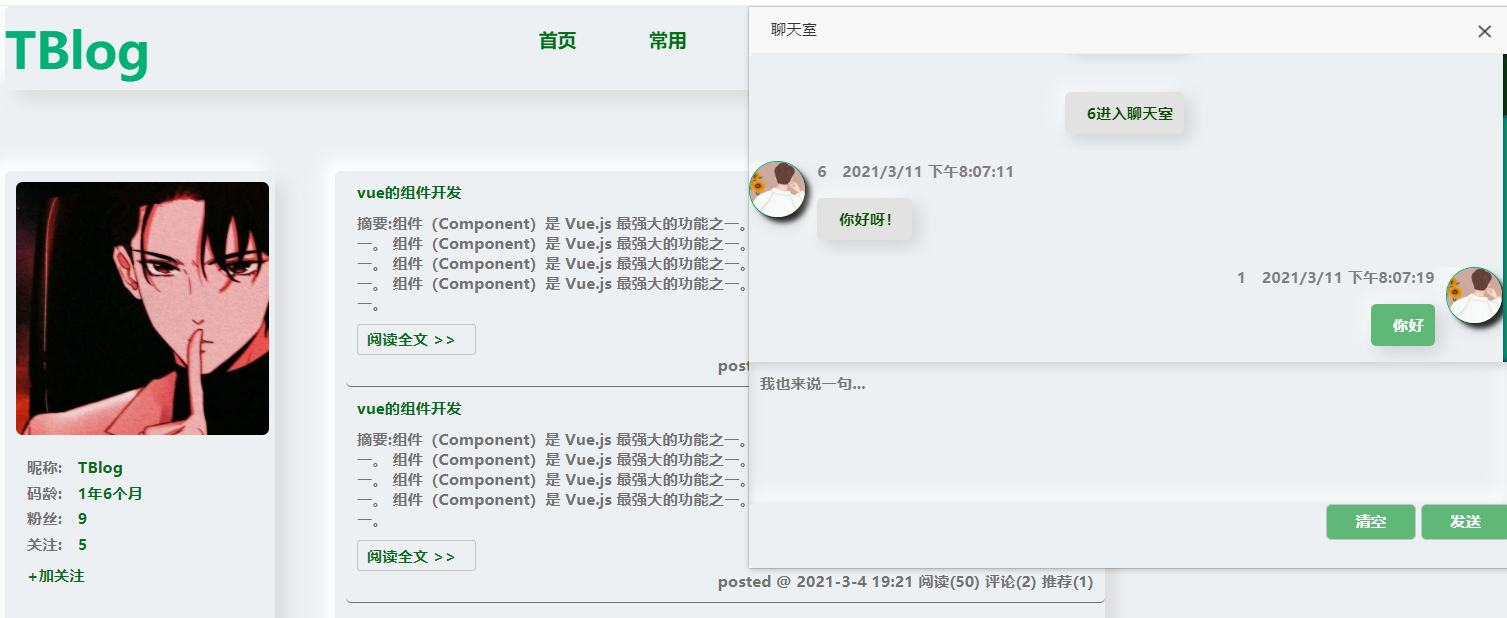 TBlog
首页
常用
昵称: TBlog
码龄: 1年6个月
粉丝: 9
关注: 5
+加关注
vue的组件开发
摘要:组件（Component）是 Vue.js 最强大的功能之一。
一。 组件（Component）是 Vue.js 最强大的功能之一。
一。 组件（Component）是 Vue.js 最强大的功能之一。
一。 组件（Component）是 Vue.js 最强大的功能之一。
一。
阅读全文 >>
poste
vue的组件开发
摘要:组件（Component）是 Vue.js 最强大的功能之一。
一。 组件（Component）是 Vue.js 最强大的功能之一。
一。 组件（Component）是 Vue.js 最强大的功能之一。
一。 组件（Component）是 Vue.js 最强大的功能之一。
一。
阅读全文 >>
posted @ 2021-3-4 19:21 阅读(50) 评论(2) 推荐(1)
聊天室
6进入聊天室
6 2021/3/11 下午8:07:11
你好呀！
1 2021/3/11 下午8:07:19
你好
我也来说一句...
清空
发送